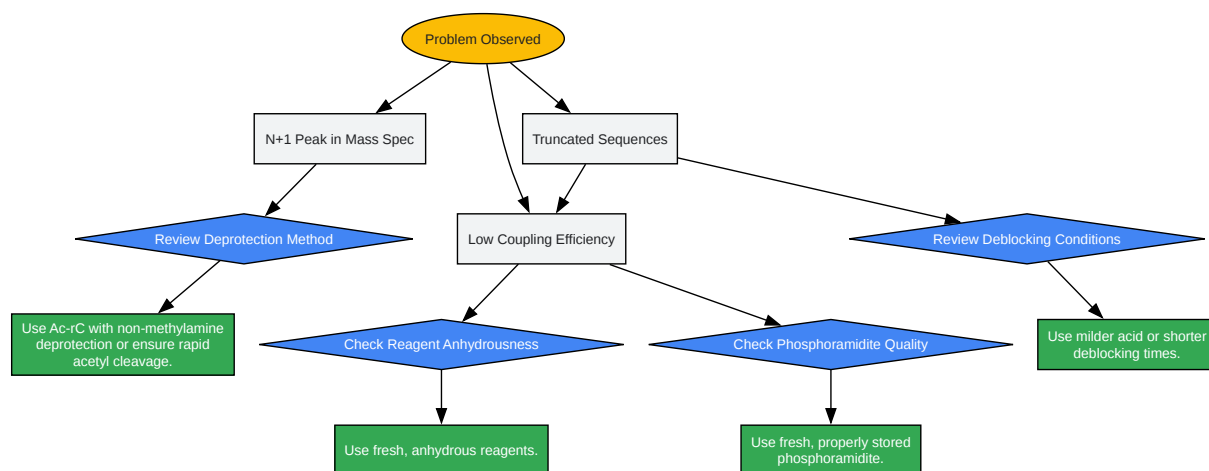 Problem Observed
N+1 Peak in Mass Spec
Truncated Sequences
Review Deprotection Method
Low Coupling Efficiency
Review Deblocking Conditions
Use Ac-rC with non-methylamine
deprotection or ensure rapid
acetyl cleavage.
Check Reagent Anhydrousness
Check Phosphoramidite Quality
Use milder acid or shorter
deblocking times.
Use fresh, anhydrous reagents.
Use fresh, properly stored
phosphoramidite.